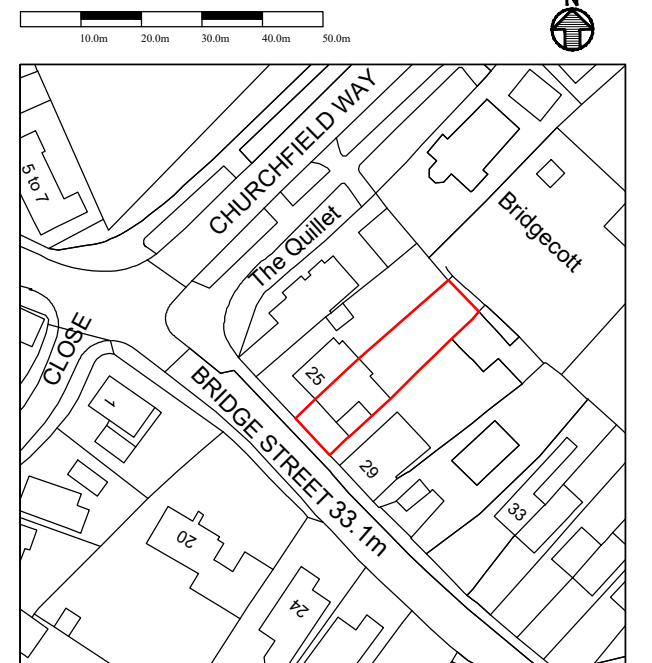 N
10.0m 20.0m 30.0m 40.0m 50.0m
CHURCHFIELD WAY
5 to 7
The Quillet
Bridgecott
CLOSE
25
1
BRIDGE STREET 33.1m
29
33
20
24